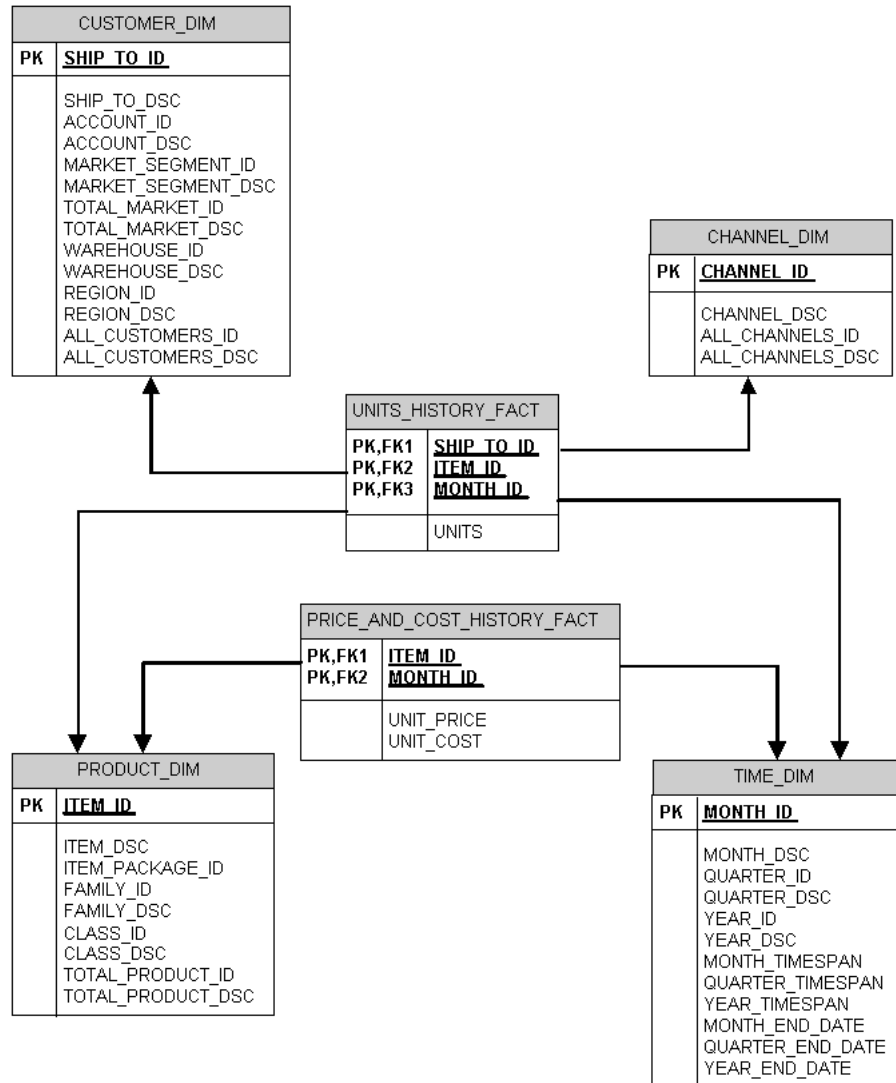 CUSTOMER_DIM
PK SHIP_TO_ID
SHIP_TO_DSC
ACCOUNT_ID
ACCOUNT_DSC
MARKET_SEGMENT_ID
MARKET_SEGMENT_DSC
TOTAL_MARKET_ID
TOTAL_MARKET_DSC
WAREHOUSE_ID
WAREHOUSE_DSC
REGION_ID
REGION_DSC
ALL_CUSTOMERS_ID
ALL_CUSTOMERS_DSC
CHANNEL_DIM
PK CHANNEL_ID
CHANNEL_DSC
ALL_CHANNELS_ID
ALL_CHANNELS_DSC
UNITS_HISTORY_FACT
PK,FK1 SHIP_TO_ID
PK,FK2 ITEM_ID
PK,FK3 MONTH_ID
UNITS
PRICE_AND_COST_HISTORY_FACT
PK,FK1 ITEM_ID
PK,FK2 MONTH_ID
UNIT_PRICE
UNIT_COST
PRODUCT_DIM
PK ITEM_ID
ITEM_DSC
ITEM_PACKAGE_ID
FAMILY_ID
FAMILY_DSC
CLASS_ID
CLASS_DSC
TOTAL_PRODUCT_ID
TOTAL_PRODUCT_DSC
TIME_DIM
PK MONTH_ID
MONTH_DSC
QUARTER_ID
QUARTER_DSC
YEAR_ID
YEAR_DSC
MONTH_TIMESPAN
QUARTER_TIMESPAN
YEAR_TIMESPAN
MONTH_END_DATE
QUARTER_END_DATE
YEAR_END_DATE